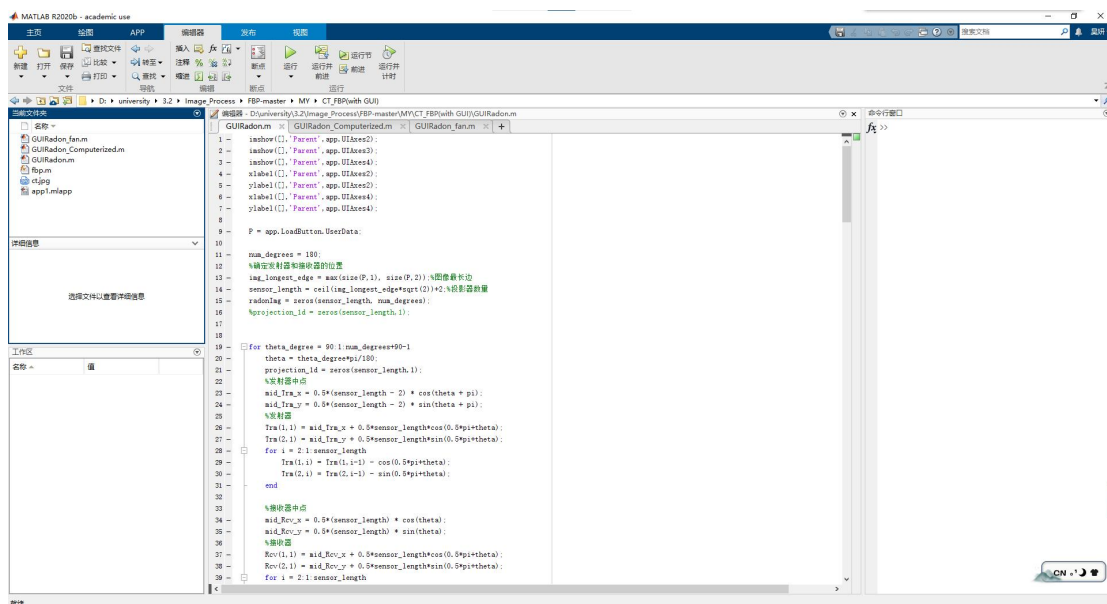 MATLAB R2020b - academic use
主页 绘图 APP 编辑器 发布 视图
搜索文档
新建 打开 保存 查找文件 比较 打印 转至 查找 插入 fx 注释 % 缩进 断点 运行 运行并前进 运行节 前进 运行并计时
文件 导航 编辑 断点 运行
D: ▸ university ▸ 3.2 ▸ Image_Process ▸ FBP-master ▸ MY ▸ CT_FBP(with GUI)
当前文件夹
名称
GUIRadon_fan.m
GUIRadon_Computerized.m
GUIRadon.m
fbp.m
ct.jpg
app1.mlapp
详细信息
选择文件以查看详细信息
工作区
名称 值
编辑器 - D:\university\3.2\Image_Process\FBP-master\MY\CT_FBP(with GUI)\GUIRadon.m
GUIRadon.m GUIRadon_Computerized.m GUIRadon_fan.m +
1 – imshow([],'Parent',app.UIAxes2);
2 – imshow([],'Parent',app.UIAxes3);
3 – imshow([],'Parent',app.UIAxes4);
4 – xlabel([],'Parent',app.UIAxes2);
5 – ylabel([],'Parent',app.UIAxes2);
6 – xlabel([],'Parent',app.UIAxes4);
7 – ylabel([],'Parent',app.UIAxes4);
8
9 – P = app.LoadButton.UserData;
10
11 – num_degrees = 180;
12 %确定发射器和接收器的位置
13 – img_longest_edge = max(size(P,1), size(P,2));%图像最长边
14 – sensor_length = ceil(img_longest_edge*sqrt(2))+2;%投影器数量
15 – radonImg = zeros(sensor_length, num_degrees);
16 %projection_1d = zeros(sensor_length,1);
17
18
19 – for theta_degree = 90:1:num_degrees+90-1
20 – theta = theta_degree*pi/180;
21 – projection_1d = zeros(sensor_length,1);
22 %发射器中点
23 – mid_Trm_x = 0.5*(sensor_length - 2) * cos(theta + pi);
24 – mid_Trm_y = 0.5*(sensor_length - 2) * sin(theta + pi);
25 %发射器
26 – Trm(1,1) = mid_Trm_x + 0.5*sensor_length*cos(0.5*pi+theta);
27 – Trm(2,1) = mid_Trm_y + 0.5*sensor_length*sin(0.5*pi+theta);
28 – for i = 2:1:sensor_length
29 – Trm(1,i) = Trm(1,i-1) - cos(0.5*pi+theta);
30 – Trm(2,i) = Trm(2,i-1) - sin(0.5*pi+theta);
31 – end
32
33 %接收器中点
34 – mid_Rcv_x = 0.5*(sensor_length) * cos(theta);
35 – mid_Rcv_y = 0.5*(sensor_length) * sin(theta);
36 %接收器
37 – Rcv(1,1) = mid_Rcv_x + 0.5*sensor_length*cos(0.5*pi+theta);
38 – Rcv(2,1) = mid_Rcv_y + 0.5*sensor_length*sin(0.5*pi+theta);
39 – for i = 2:1:sensor_length
命令行窗口
fx >>
CN